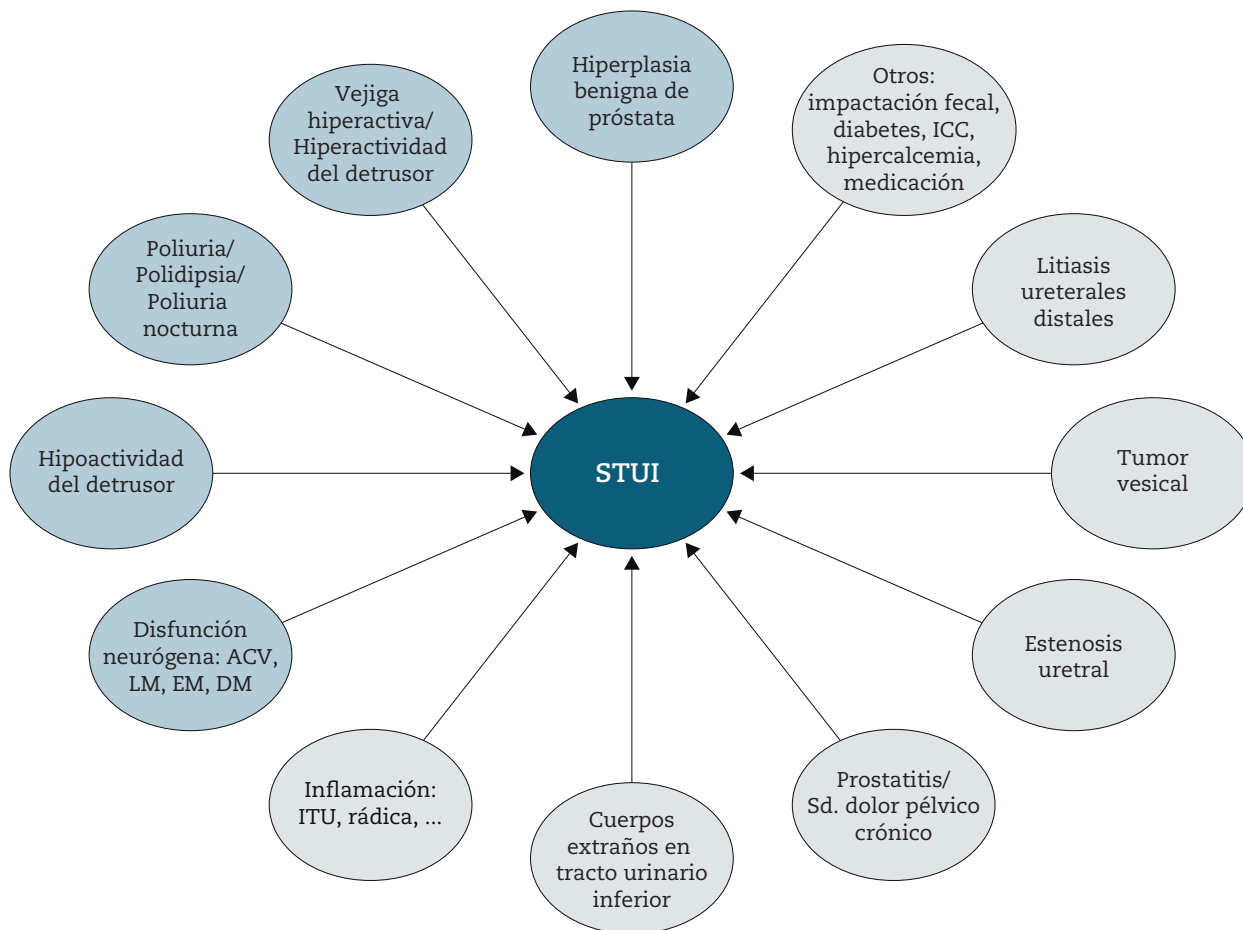 Hiperplasia
benigna de
próstata
Otros:
impactación fecal,
diabetes, ICC,
hipercalcemia,
medicación
Litiasis
ureterales
distales
Tumor
vesical
Estenosis
uretral
Prostatitis/
Sd. dolor pélvico
crónico
Cuerpos
extraños en
tracto urinario
inferior
Inflamación:
ITU, rádica, ...
Disfunción
neurógena: ACV,
LM, EM, DM
Hipoactividad
del detrusor
Poliuria/
Polidipsia/
Poliuria
nocturna
Vejiga
hiperactiva/
Hiperactividad
del detrusor
STUI